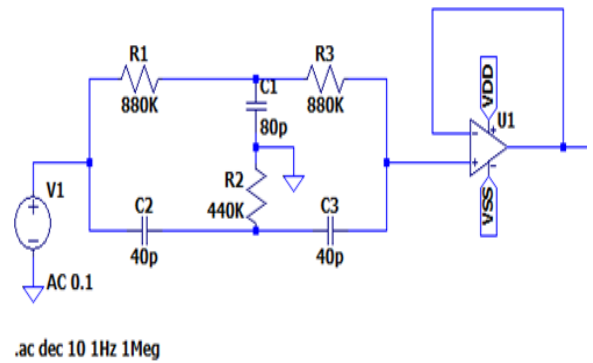 R1
880K
R3
880K
C1
80p
VDD
U1
R2
440K
V1
C2
40p
C3
40p
VSS
AC 0.1
.ac dec 10 1Hz 1Meg